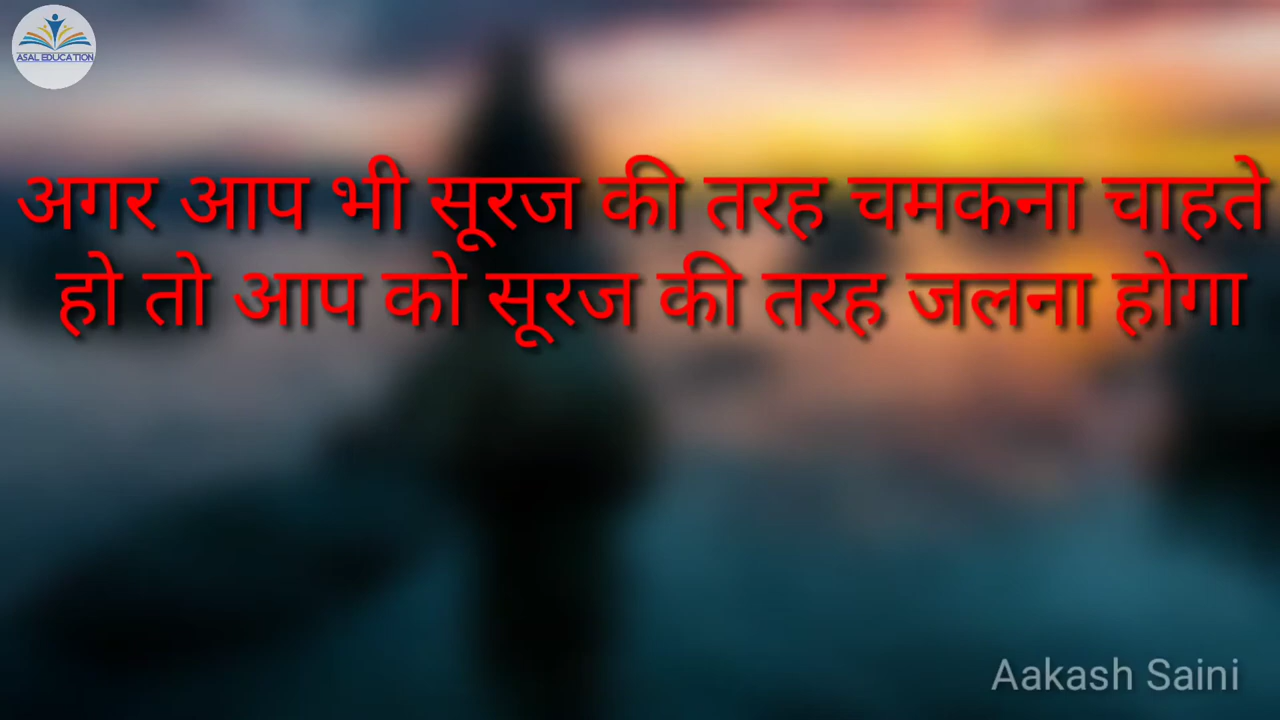 ASAL EDUCATION
अगर आप भी सूरज की तरह चमकना चाहते
हो तो आप को सूरज की तरह जलना होगा
Aakash Saini